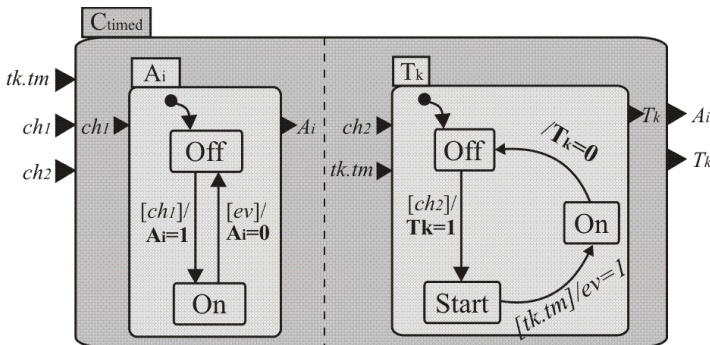 Ctimed
tk.tm
ch1
ch2
Ai
ch1
Ai
Off
[ch1]/
Ai=1
[ev]/
Ai=0
On
Tk
ch2
tk.tm
Tk
Off
/Tk=0
[ch2]/
Tk=1
On
Start
[tk.tm]/ev=1
Ai
Tk